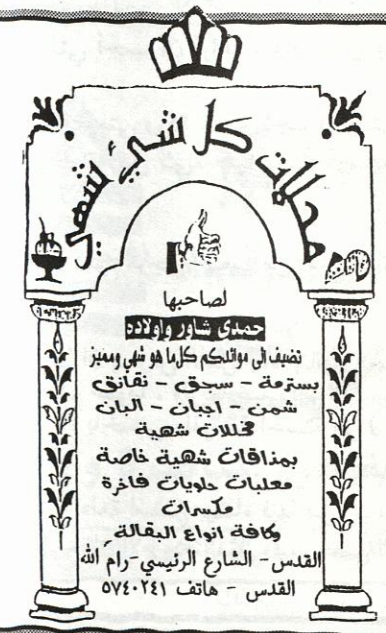 محلات كل شيء شهي
لصاحبها
حمدي شاور واولاده
تضيف الى موائدكم كل ما هو شهي ومميز
بسترمة - سجق - نقانق
شمن - اجبان - البان
مخللات شهية
بمذاقات شهية خاصة
معلبات حلويات فاخرة
مكسرات
وكافة انواع البقالة
القدس - الشارع الرئيسي - رام الله
القدس - هاتف ٥٧٤٠٢٤١